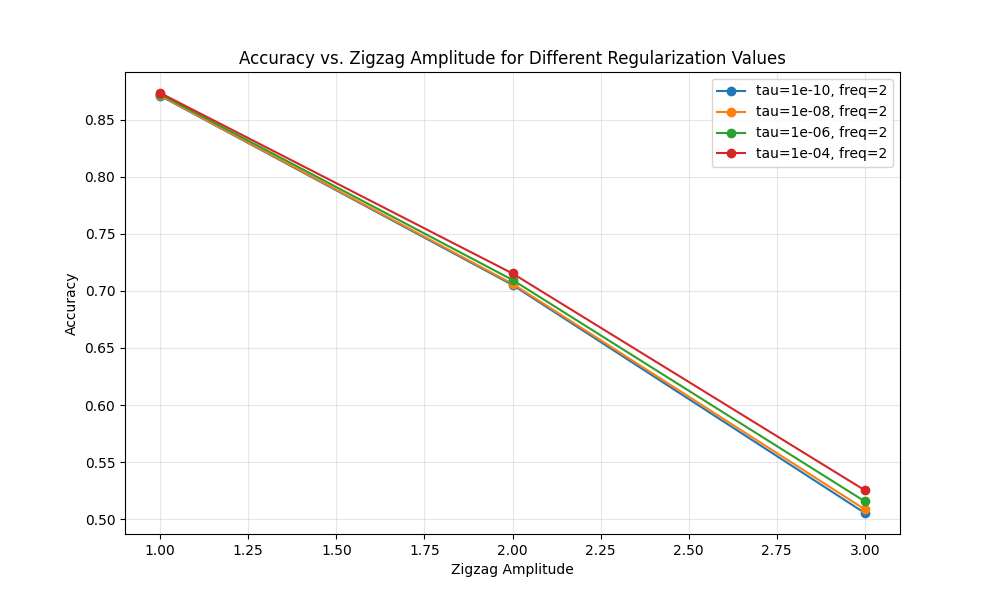 Accuracy vs. Zigzag Amplitude for Different Regularization Values
tau=1e-10, freq=2
tau=1e-08, freq=2
tau=1e-06, freq=2
tau=1e-04, freq=2
Accuracy
0.85
0.80
0.75
0.70
0.65
0.60
0.55
0.50
1.00 1.25 1.50 1.75 2.00 2.25 2.50 2.75 3.00
Zigzag Amplitude